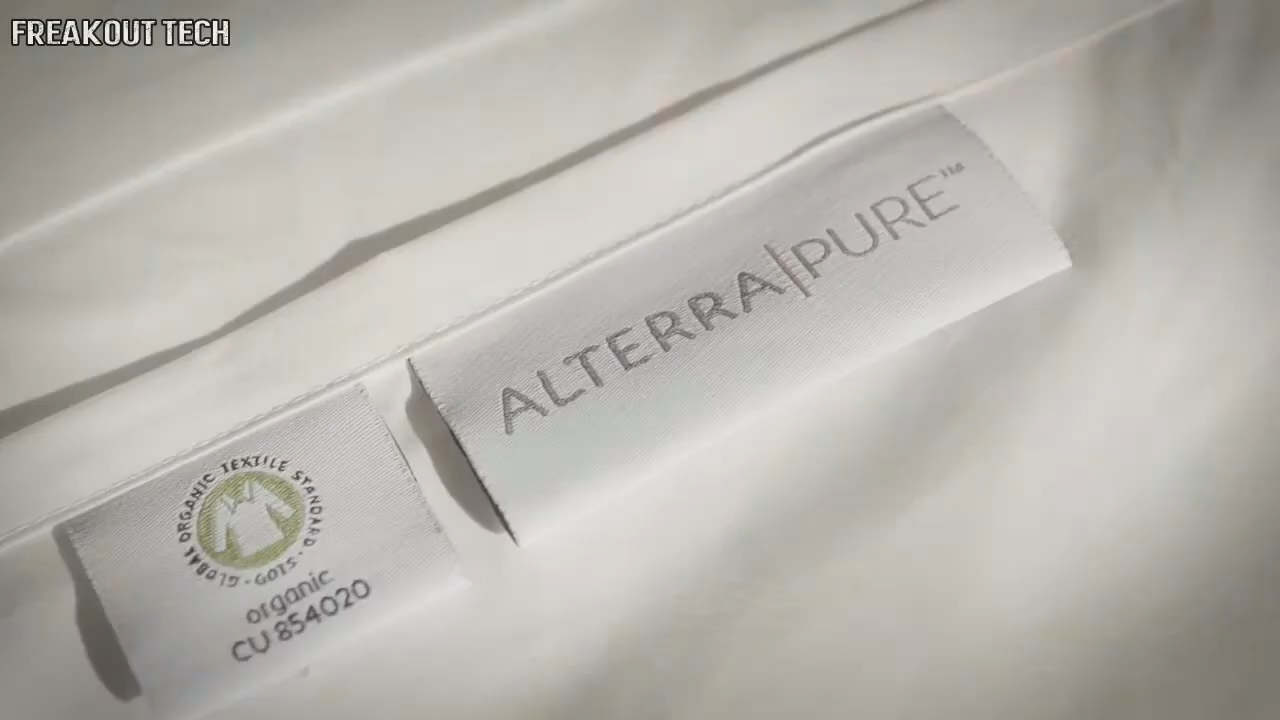 FREAKOUT TECH
ALTERRA|PURE™
GLOBAL ORGANIC TEXTILE STANDARD · GOTS ·
organic
CU 854020